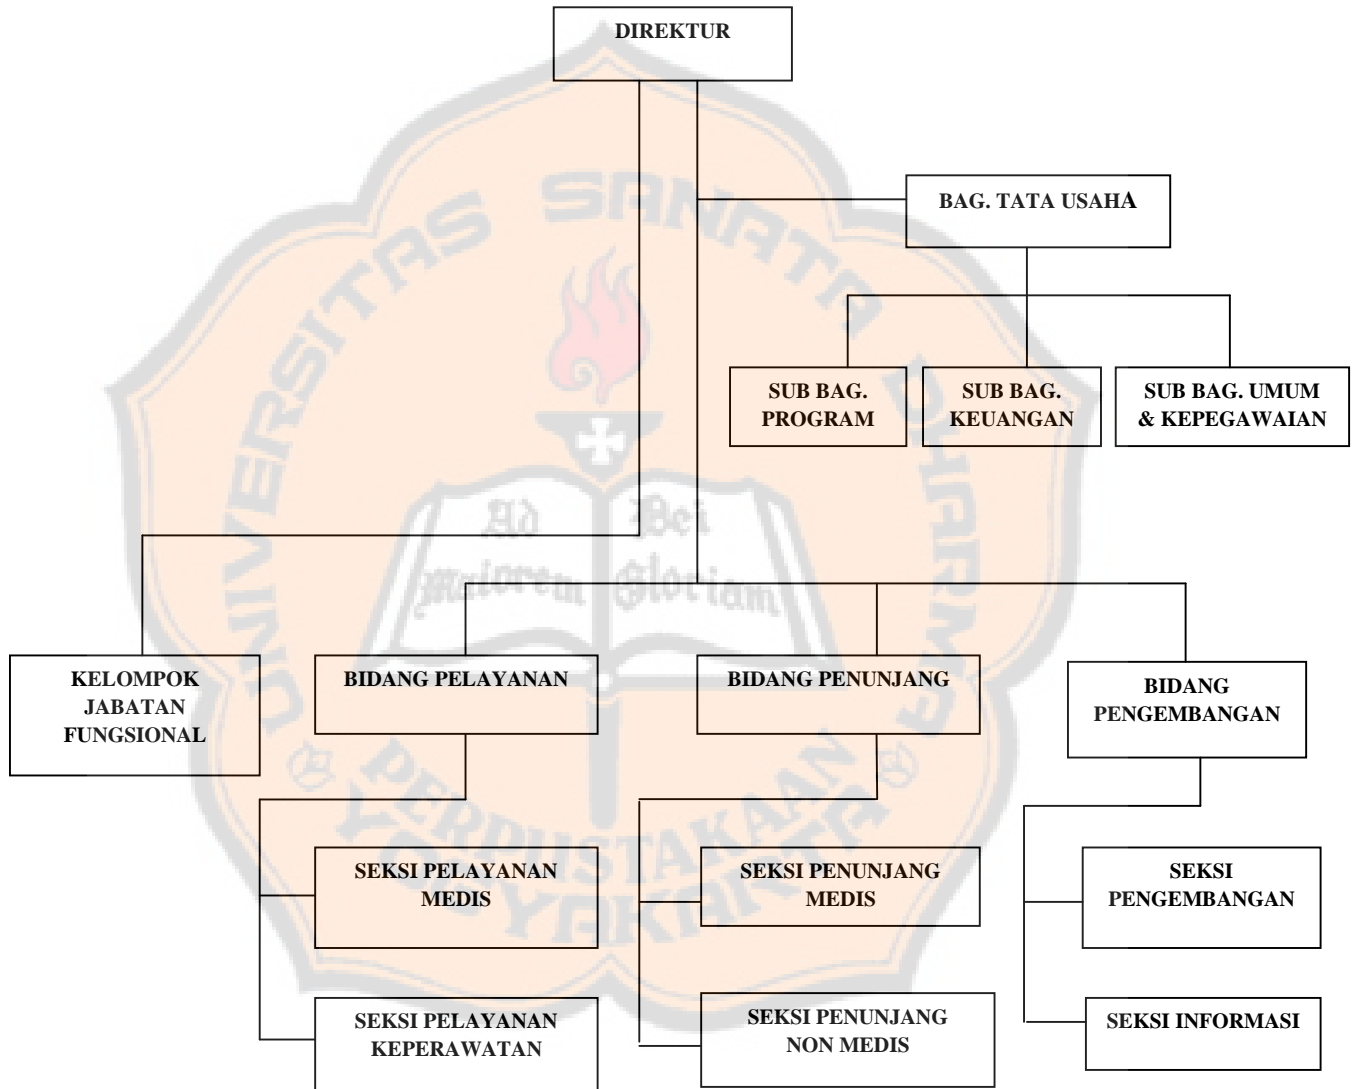 DIREKTUR
BAG. TATA USAHA
SUB BAG.
PROGRAM
SUB BAG.
KEUANGAN
SUB BAG. UMUM
& KEPEGAWAIAN
KELOMPOK
JABATAN
FUNGSIONAL
BIDANG PELAYANAN
BIDANG PENUNJANG
BIDANG
PENGEMBANGAN
SEKSI PELAYANAN
MEDIS
SEKSI PENUNJANG
MEDIS
SEKSI
PENGEMBANGAN
SEKSI PELAYANAN
KEPERAWATAN
SEKSI PENUNJANG
NON MEDIS
SEKSI INFORMASI
UNIVERSITAS SANATA DHARMA
Ad Dei
Maiorem Gloriam
PERPUSTAKAAN
YOGYAKARTA